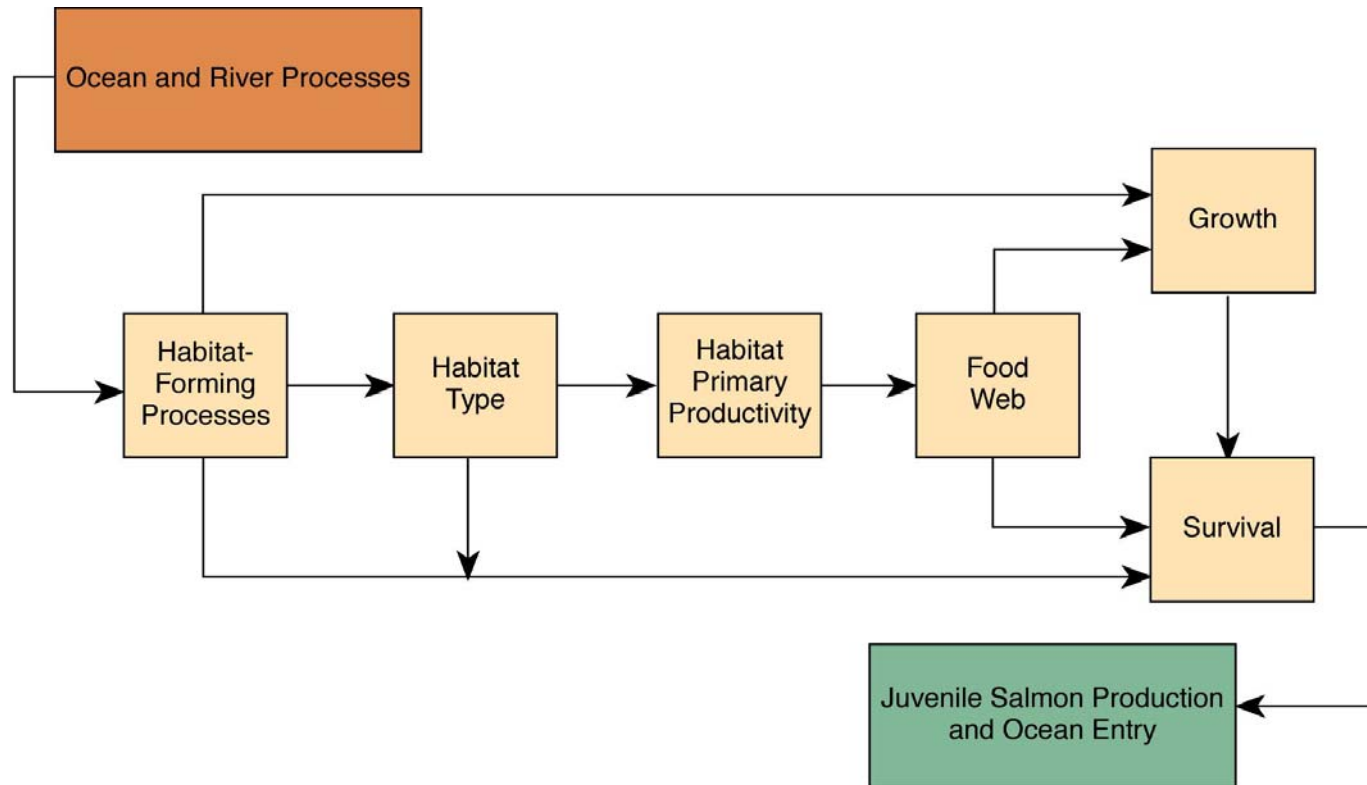 Ocean and River Processes
Growth
Habitat-
Forming
Processes
Habitat
Type
Habitat
Primary
Productivity
Food
Web
Survival
Juvenile Salmon Production
and Ocean Entry